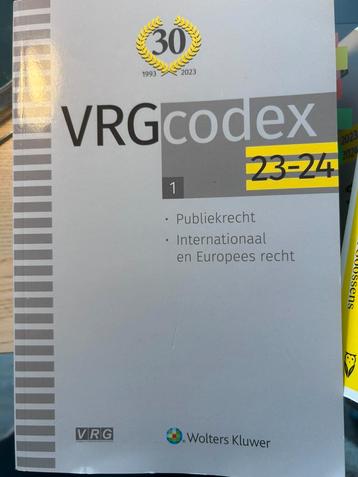 30
1993 2023
VRGcodex
23-24
1
• Publiekrecht
• Internationaal
en Europees recht
VRG
Wolters Kluwer